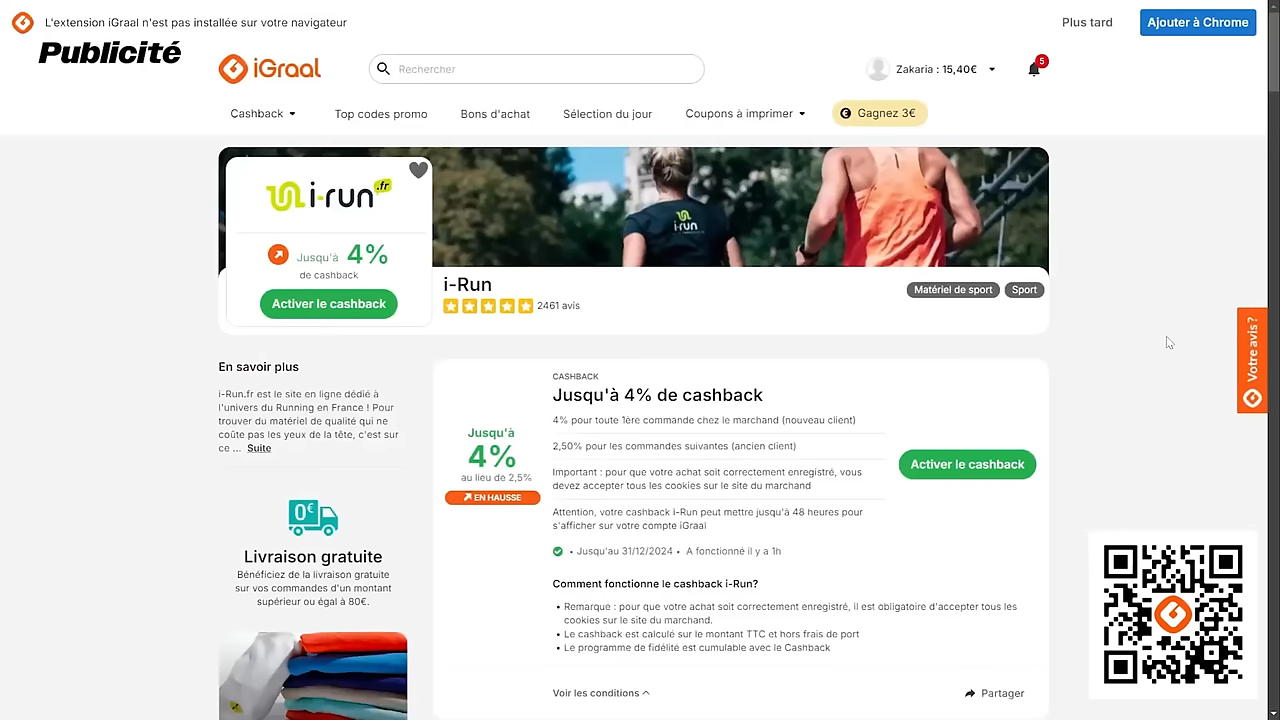 L'extension iGraal n'est pas installée sur votre navigateur
Plus tard
Ajouter à Chrome
Publicité
iGraal
Rechercher
Zakaria : 15,40€
5
Cashback
Top codes promo
Bons d'achat
Sélection du jour
Coupons à imprimer
Gagnez 3€
i-run.fr
Jusqu'à 4%
de cashback
Activer le cashback
i-run
i-Run
2461 avis
Matériel de sport
Sport
Votre avis ?
En savoir plus
i-Run.fr est le site en ligne dédié à
l'univers du Running en France ! Pour
trouver du matériel de qualité qui ne
coûte pas les yeux de la tête, c'est sur
ce ... Suite
0€
Livraison gratuite
Bénéficiez de la livraison gratuite
sur vos commandes d'un montant
supérieur ou égal à 80€.
Jusqu'à
4%
au lieu de 2,5%
EN HAUSSE
CASHBACK
Jusqu'à 4% de cashback
4% pour toute 1ère commande chez le marchand (nouveau client)
2,50% pour les commandes suivantes (ancien client)
Important : pour que votre achat soit correctement enregistré, vous
devez accepter tous les cookies sur le site du marchand
Attention, votre cashback i-Run peut mettre jusqu'à 48 heures pour
s'afficher sur votre compte iGraal
• Jusqu'au 31/12/2024 • A fonctionné il y a 1h
Activer le cashback
Comment fonctionne le cashback i-Run?
• Remarque : pour que votre achat soit correctement enregistré, il est obligatoire d'accepter tous les
cookies sur le site du marchand.
• Le cashback est calculé sur le montant TTC et hors frais de port
• Le programme de fidélité est cumulable avec le Cashback
Voir les conditions
Partager